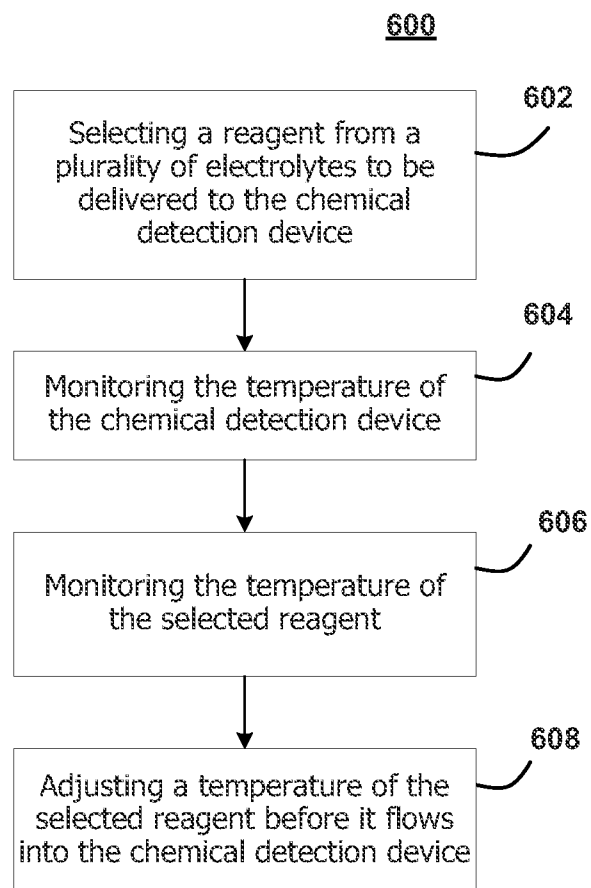 600
602
Selecting a reagent from a
plurality of electrolytes to be
delivered to the chemical
detection device
604
Monitoring the temperature of
the chemical detection device
606
Monitoring the temperature of
the selected reagent
608
Adjusting a temperature of the
selected reagent before it flows
into the chemical detection device